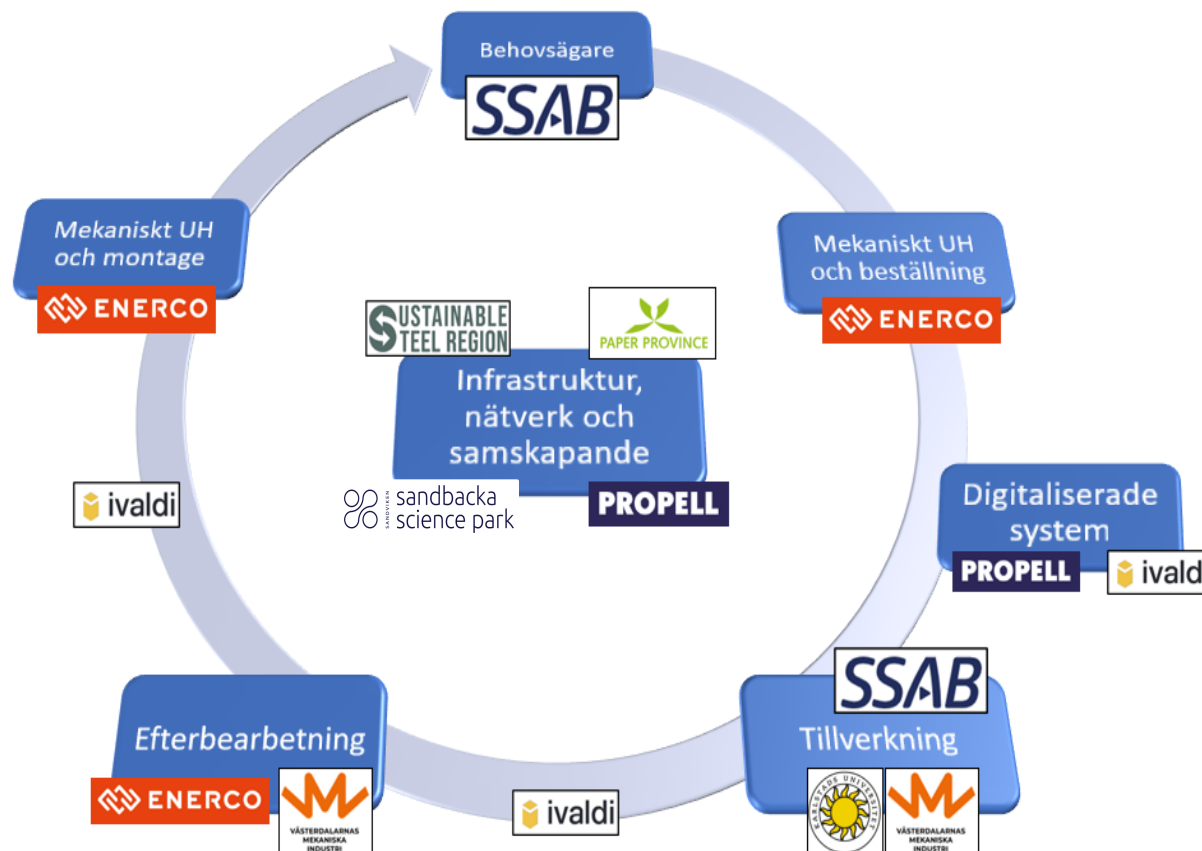 Behovsägare
SSAB
Mekaniskt UH
och montage
ENERCO
Mekaniskt UH
och beställning
ENERCO
SUSTAINABLE
STEEL REGION
PAPER PROVINCE
Infrastruktur,
nätverk och
samskapande
SANDVIKEN
sandbacka
science park
PROPELL
ivaldi
Digitaliserade
system
PROPELL
ivald
SSAB
Tillverkning
KARLSTADS UNIVERSITET
VÄSTERDALARNAS
MEKANISKA
INDUSTRI
Efterbearbetning
ENERCO
VÄSTERDALARNAS
MEKANISKA
INDUSTRI
ivaldi